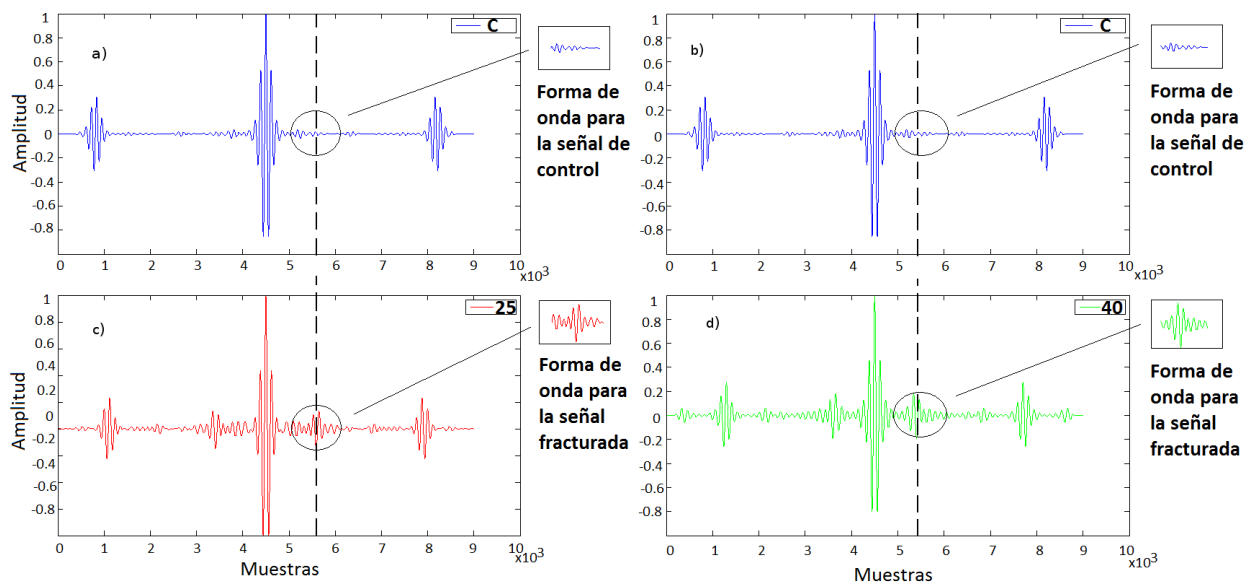 a)
C
Amplitud
1
0.8
0.6
0.4
0.2
0
-0.2
-0.4
-0.6
-0.8
0 1 2 3 4 5 6 7 8 9 10
x10³
Forma de
onda para
la señal de
control
b)
C
1
0.8
0.6
0.4
0.2
0
-0.2
-0.4
-0.6
-0.8
0 1 2 3 4 5 6 7 8 9 10
x10³
Forma de
onda para
la señal de
control
c)
25
Amplitud
1
0.8
0.6
0.4
0.2
0
-0.2
-0.4
-0.6
-0.8
0 1 2 3 4 5 6 7 8 9 10
x10³
Muestras
Forma de
onda para
la señal
fracturada
d)
40
1
0.8
0.6
0.4
0.2
0
-0.2
-0.4
-0.6
-0.8
0 1 2 3 4 5 6 7 8 9 10
x10³
Muestras
Forma de
onda para
la señal
fracturada